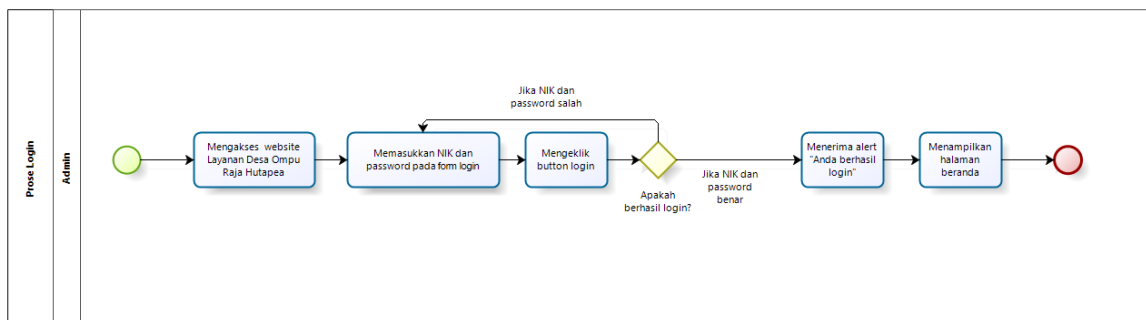 Prose Login
Admin
Mengakses website
Layanan Desa Ompu
Raja Hutapea
Memasukkan NIK dan
password pada form login
Jika NIK dan
password salah
Mengeklik
button login
Apakah
berhasil login?
Jika NIK dan
password
benar
Menerima alert
"Anda berhasil
login"
Menampilkan
halaman
beranda